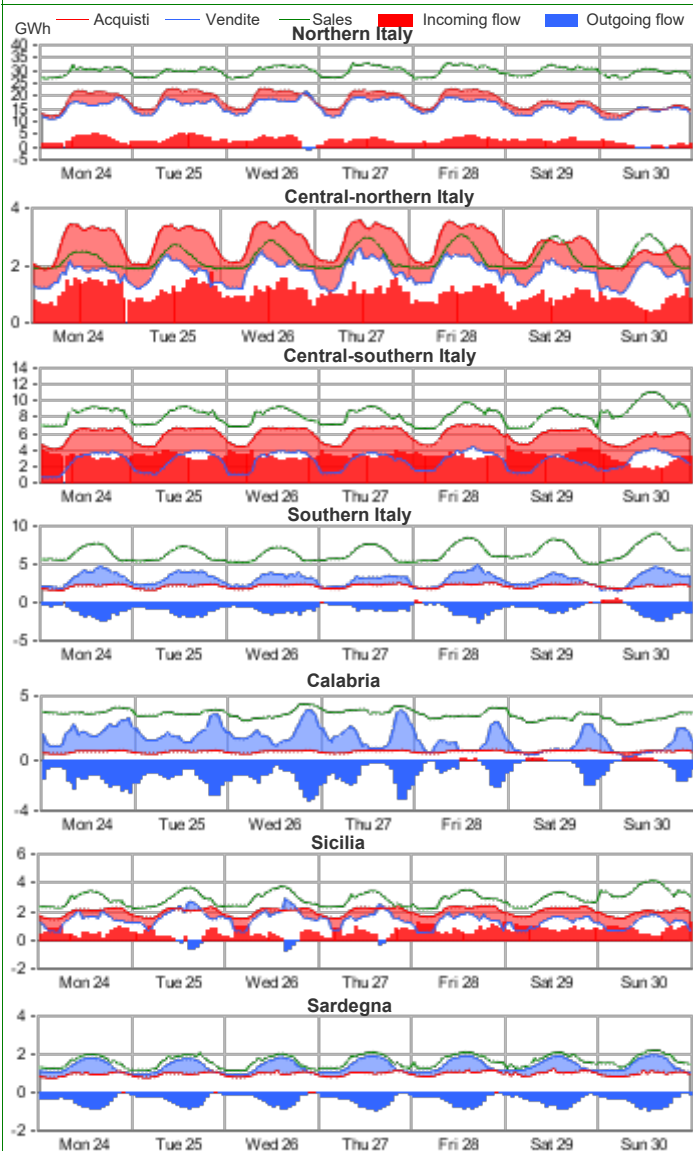 GWh — Acquisti — Vendite — Sales Incoming flow Outgoing flow
Northern Italy
40
35
30
25
20
15
10
5
0
-5
Mon 24 Tue 25 Wed 26 Thu 27 Fri 28 Sat 29 Sun 30
Central-northern Italy
4
2
0
Mon 24 Tue 25 Wed 26 Thu 27 Fri 28 Sat 29 Sun 30
Central-southern Italy
14
12
10
8
6
4
2
0
Mon 24 Tue 25 Wed 26 Thu 27 Fri 28 Sat 29 Sun 30
Southern Italy
10
5
0
-5
Mon 24 Tue 25 Wed 26 Thu 27 Fri 28 Sat 29 Sun 30
Calabria
5
0
-4
Mon 24 Tue 25 Wed 26 Thu 27 Fri 28 Sat 29 Sun 30
Sicilia
6
4
2
0
-2
Mon 24 Tue 25 Wed 26 Thu 27 Fri 28 Sat 29 Sun 30
Sardegna
4
2
0
-2
Mon 24 Tue 25 Wed 26 Thu 27 Fri 28 Sat 29 Sun 30